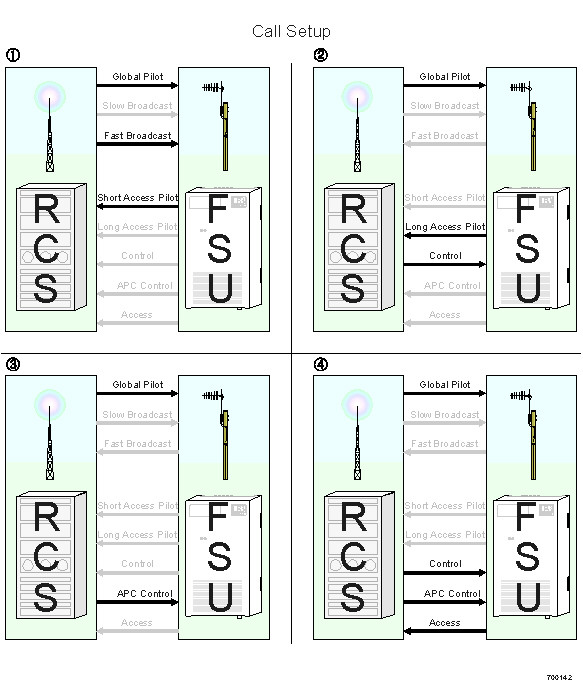 Call Setup
1
Global Pilot
Slow Broadcast
Fast Broadcast
Short Access Pilot
Long Access Pilot
Control
APC Control
Access
RCS
FSU
2
Global Pilot
Slow Broadcast
Fast Broadcast
Short Access Pilot
Long Access Pilot
Control
APC Control
Access
RCS
FSU
3
Global Pilot
Slow Broadcast
Fast Broadcast
Short Access Pilot
Long Access Pilot
Control
APC Control
Access
RCS
FSU
4
Global Pilot
Slow Broadcast
Fast Broadcast
Short Access Pilot
Long Access Pilot
Control
APC Control
Access
RCS
FSU
700142